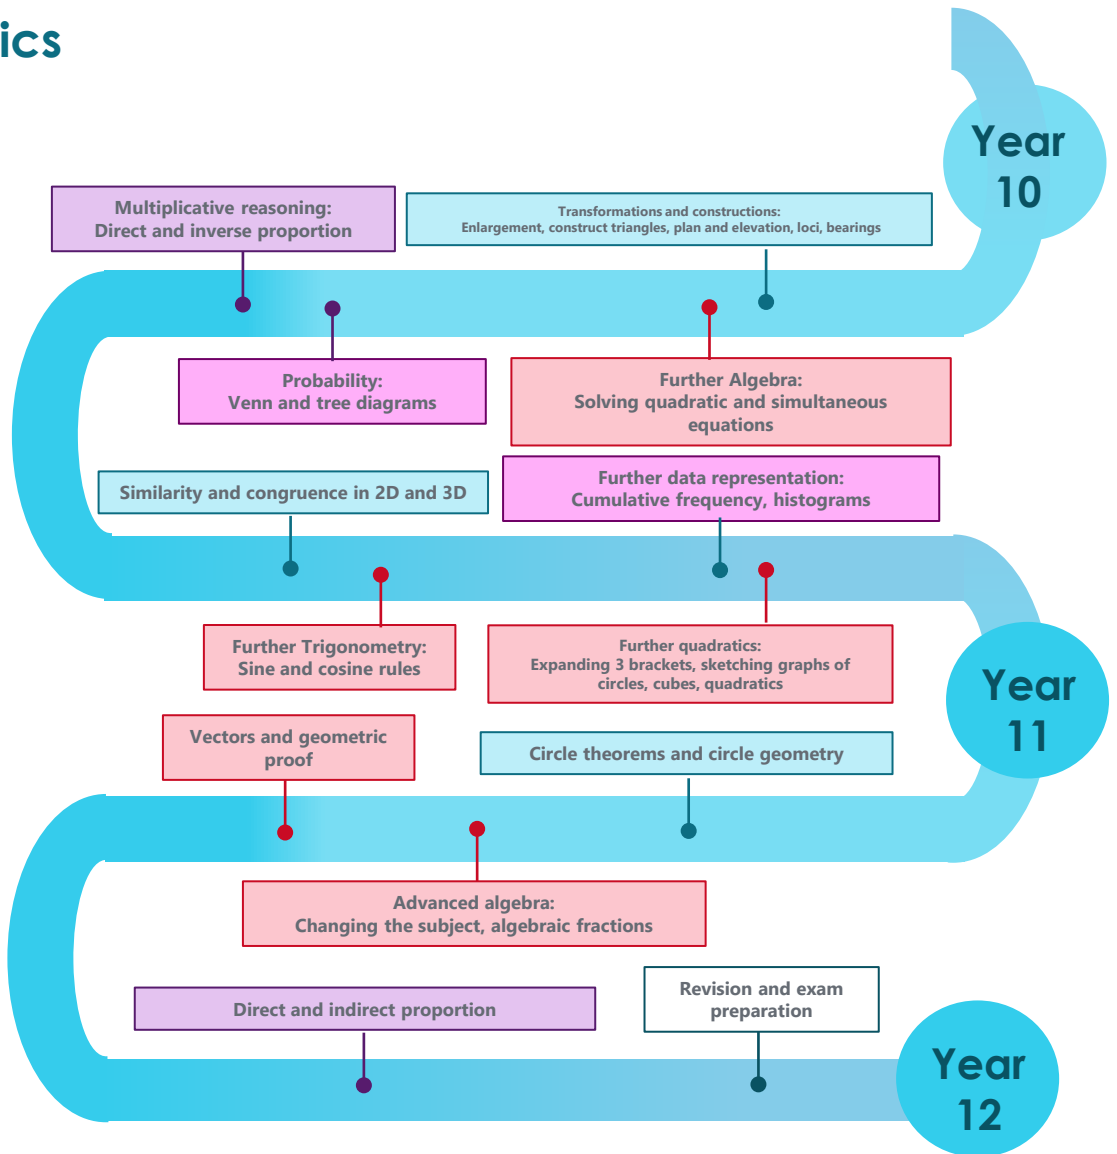 ics
Year
10
Multiplicative reasoning:
Direct and inverse proportion
Transformations and constructions:
Enlargement, construct triangles, plan and elevation, loci, bearings
Probability:
Venn and tree diagrams
Further Algebra:
Solving quadratic and simultaneous
equations
Similarity and congruence in 2D and 3D
Further data representation:
Cumulative frequency, histograms
Further Trigonometry:
Sine and cosine rules
Further quadratics:
Expanding 3 brackets, sketching graphs of
circles, cubes, quadratics
Year
11
Vectors and geometric
proof
Circle theorems and circle geometry
Advanced algebra:
Changing the subject, algebraic fractions
Direct and indirect proportion
Revision and exam
preparation
Year
12